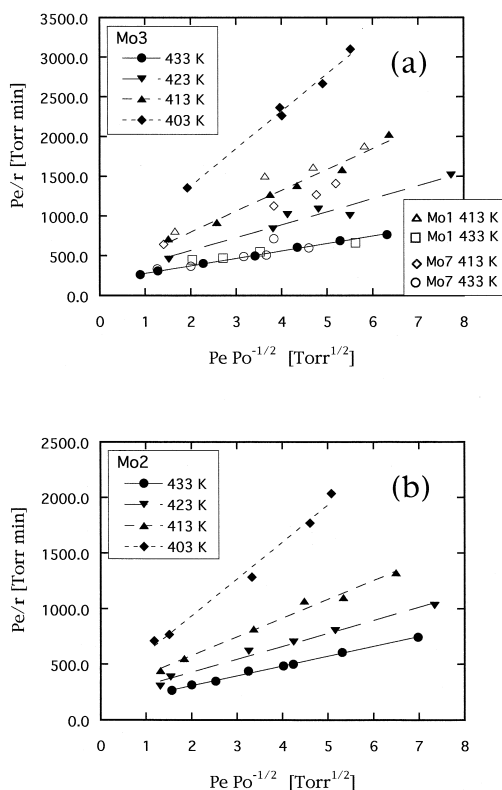 Mo3
433 K
423 K
413 K
403 K
(a)
Pe/r [Torr min]
3500.0
3000.0
2500.0
2000.0
1500.0
1000.0
500.0
0.0
Mo1 413 K
Mo1 433 K
Mo7 413 K
Mo7 433 K
0 1 2 3 4 5 6 7 8
Pe Po^-1/2 [Torr^1/2]
Mo2
433 K
423 K
413 K
403 K
(b)
Pe/r [Torr min]
2500.0
2000.0
1500.0
1000.0
500.0
0.0
0 1 2 3 4 5 6 7 8
Pe Po^-1/2 [Torr^1/2]